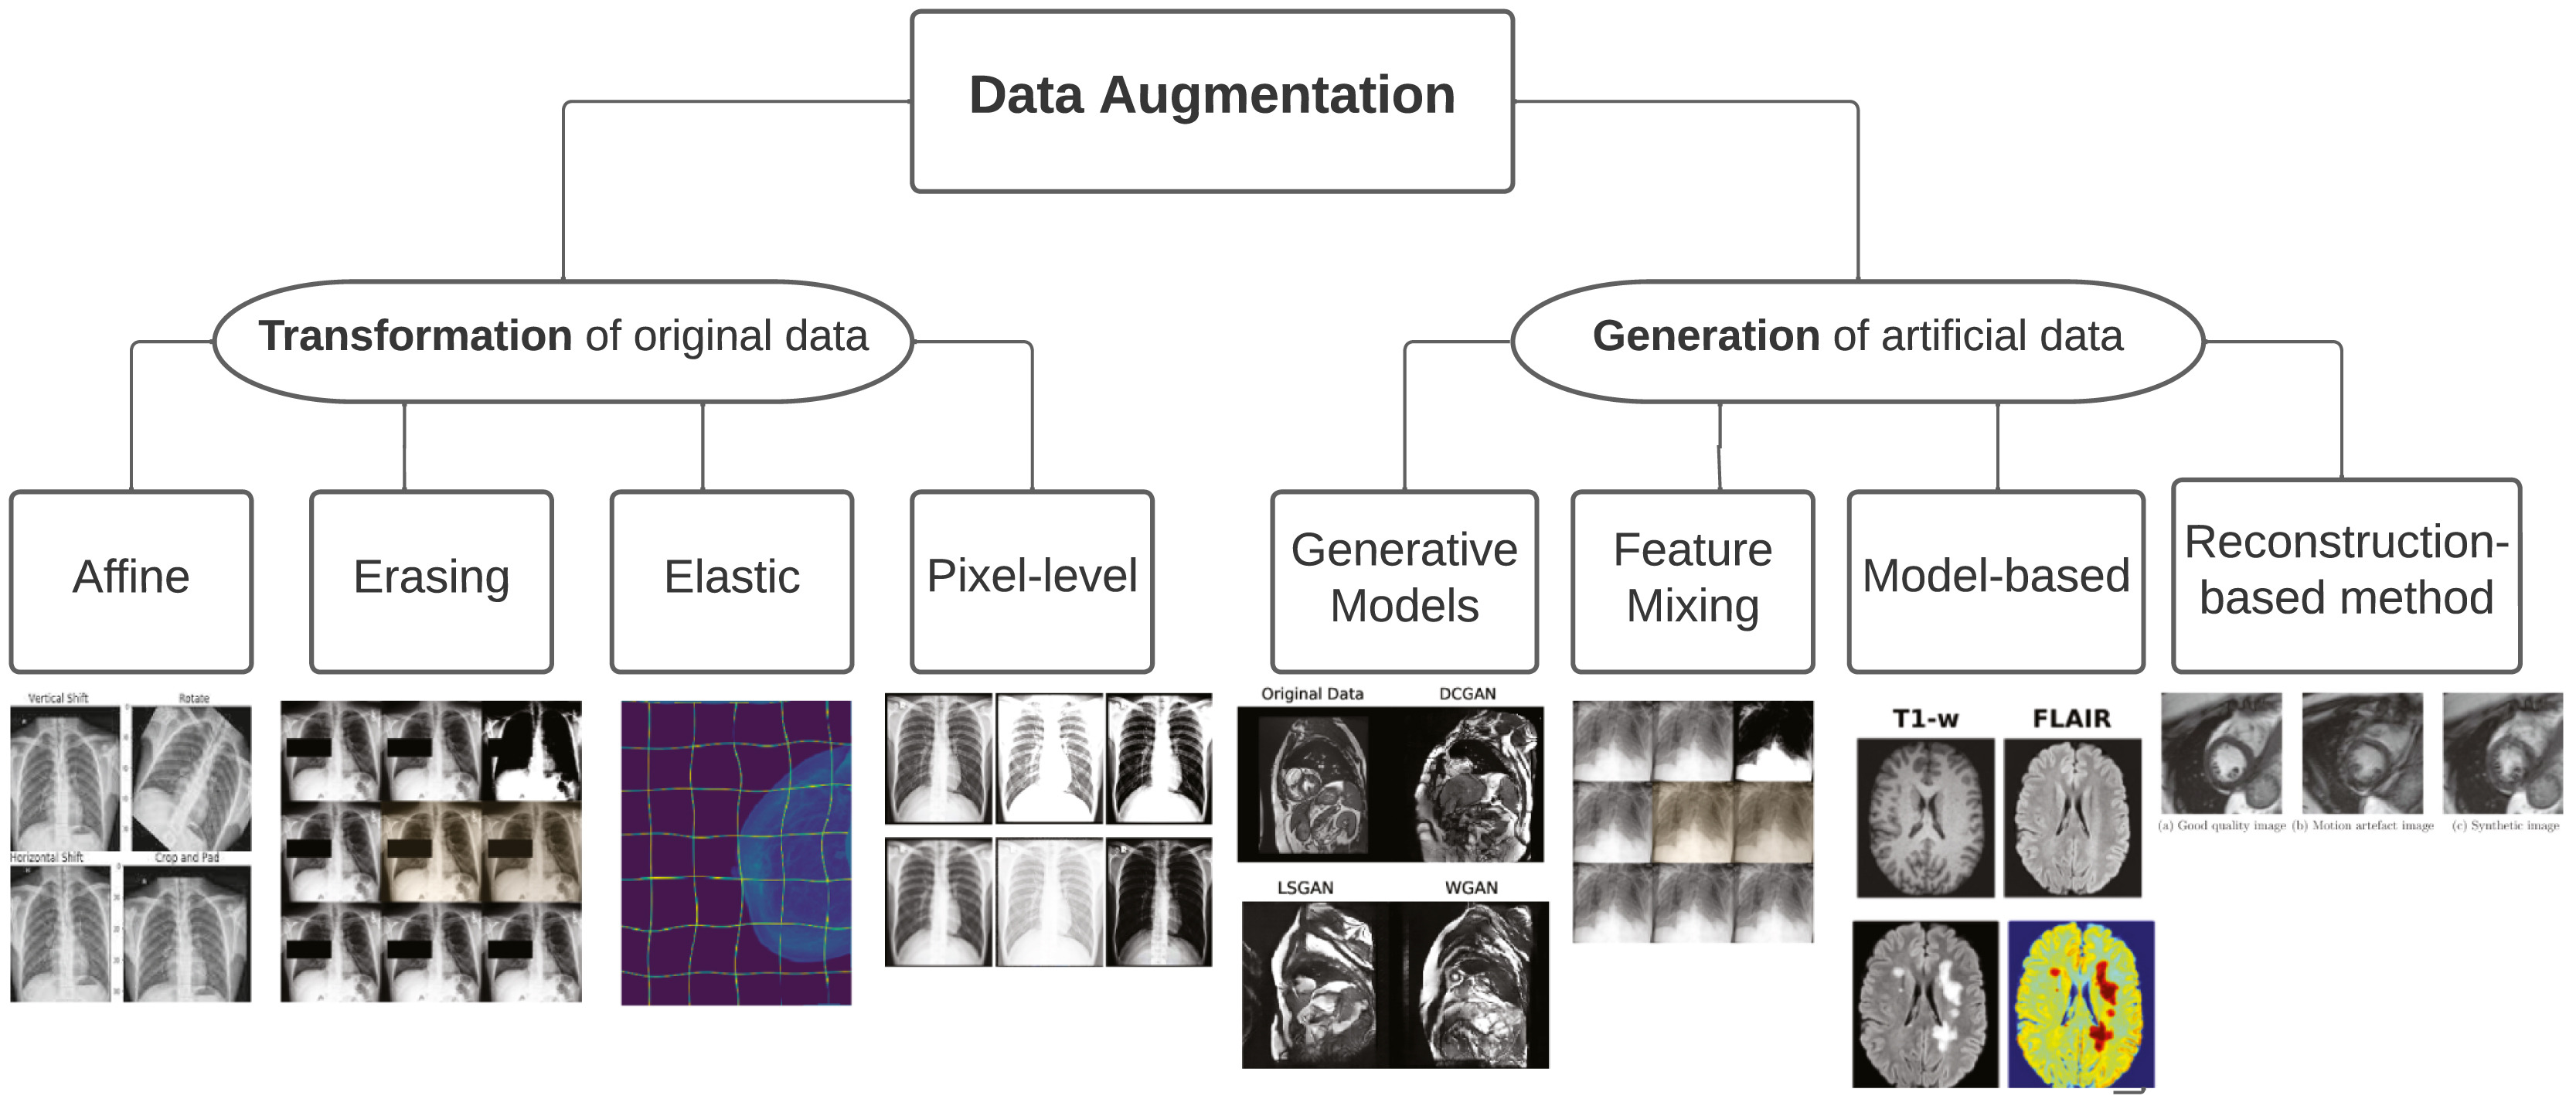 Data Augmentation
Transformation of original data
Generation of artificial data
Affine
Erasing
Elastic
Pixel-level
Generative
Models
Feature
Mixing
Model-based
Reconstruction-
based method
Vertical Shift
Rotate
Horizontal Shift
Crop and Pad
Original Data
DCGAN
LSGAN
WGAN
T1-w
FLAIR
(a) Good quality image
(b) Motion artefact image
(c) Synthetic image